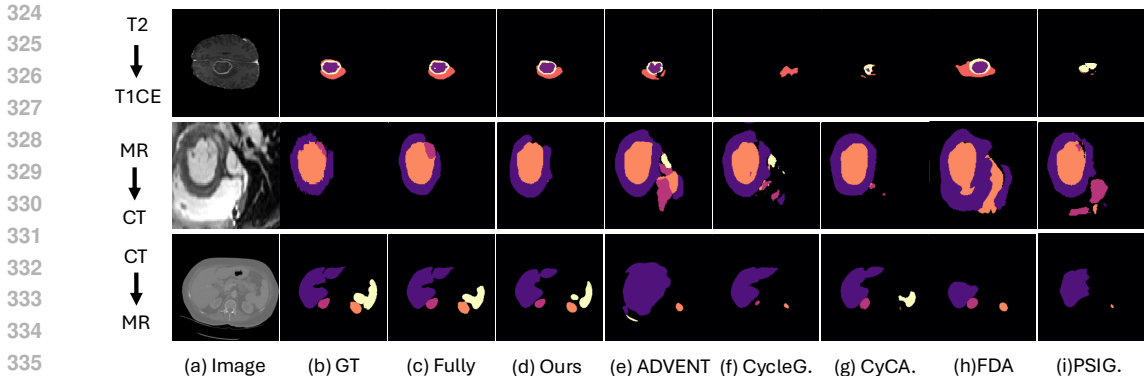 324
325
326
327
328
329
330
331
332
333
334
335
T2
T1CE
MR
CT
CT
MR
(a) Image (b) GT (c) Fully (d) Ours (e) ADVENT (f) CycleG. (g) CyCA. (h)FDA (i)PSIG.